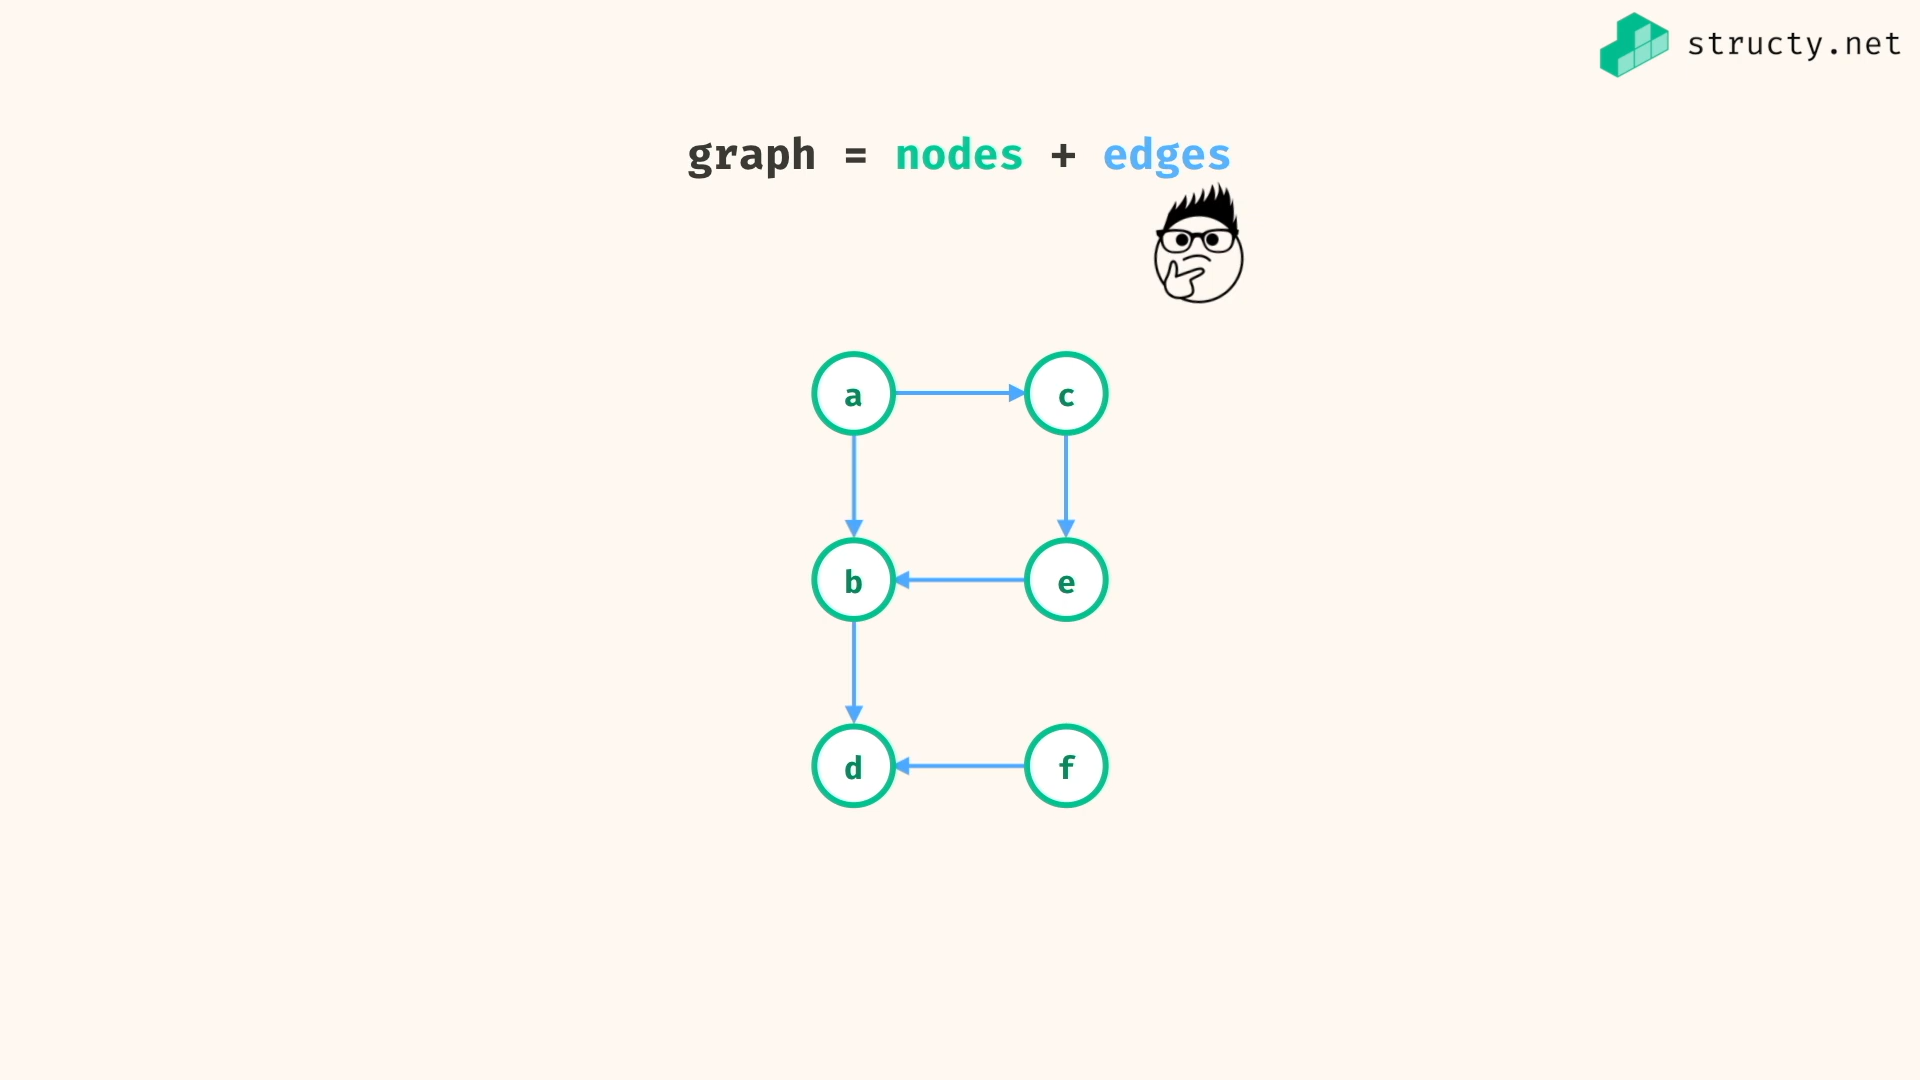 structy.net
graph = nodes + edges
a c
b e
d f